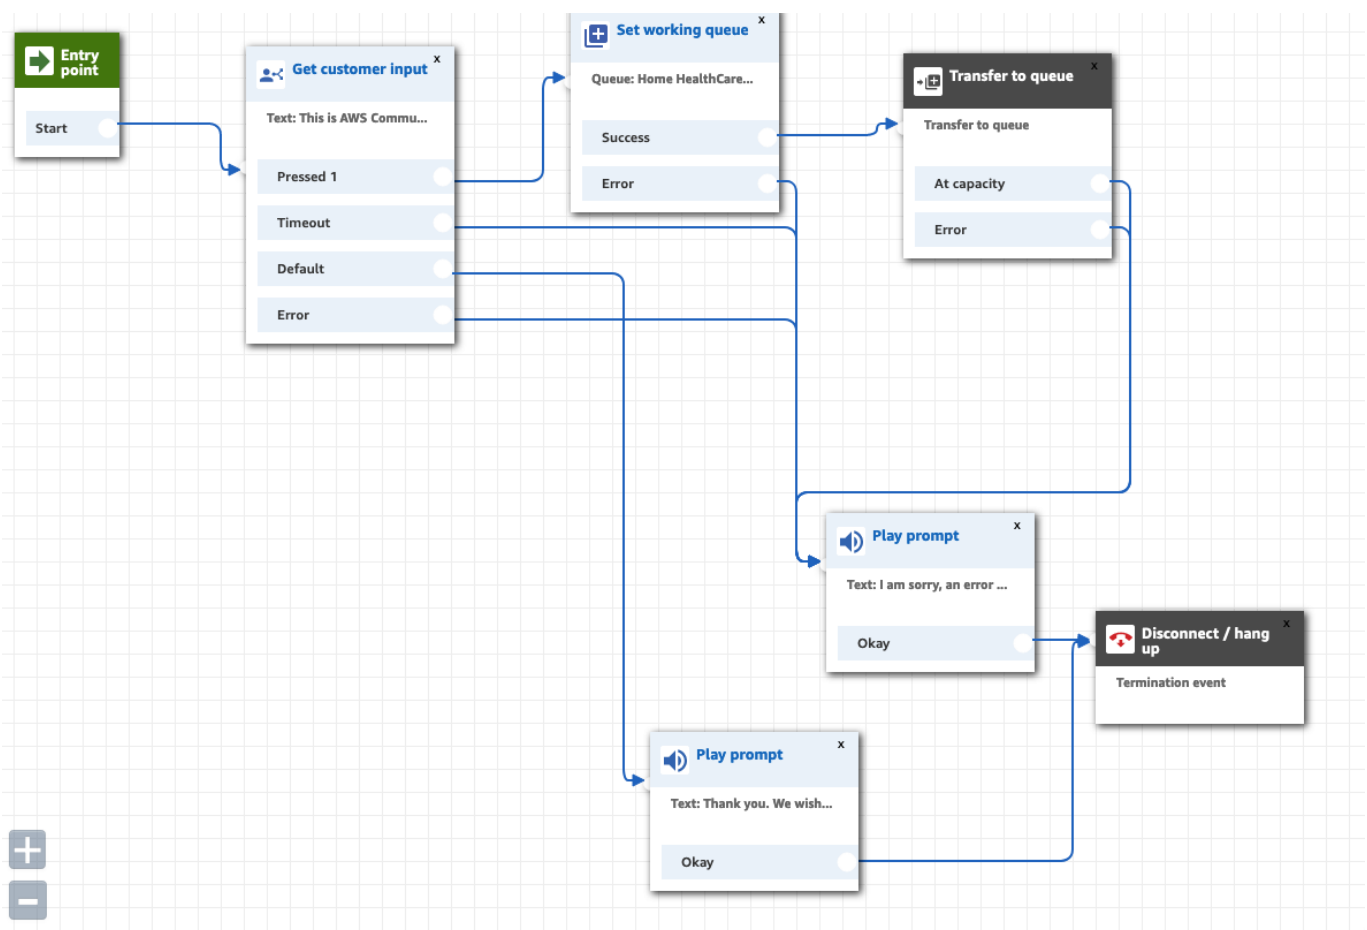 Entry
point
Start
Get customer input
x
Text: This is AWS Commu...
Pressed 1
Timeout
Default
Error
Set working queue
x
Queue: Home HealthCare...
Success
Error
Transfer to queue
x
Transfer to queue
At capacity
Error
Play prompt
x
Text: I am sorry, an error ...
Okay
Disconnect / hang
up
x
Termination event
Play prompt
x
Text: Thank you. We wish...
Okay